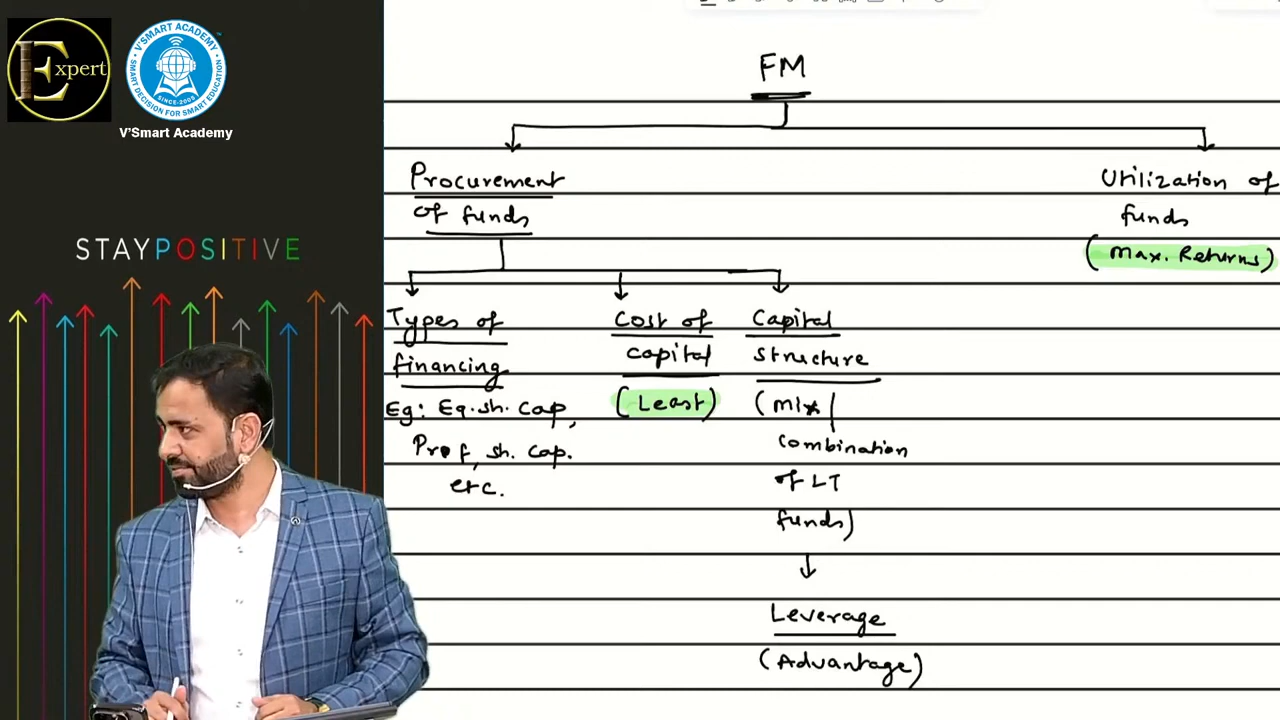 Expert
V'SMART ACADEMY
SMART DECISION FOR SMART EDUCATION
SINCE-2005
V'Smart Academy
STAYPOSITIVE
FM
Procurement
of funds
Utilization of
funds
(Max. Returns)
Types of
financing
Eg: Eq. sh. Cap,
Pref, sh. Cap.
etc.
Cost of
capital
(Least)
Capital
structure
(mix/
Combination
of LT
funds)
Leverage
(Advantage)